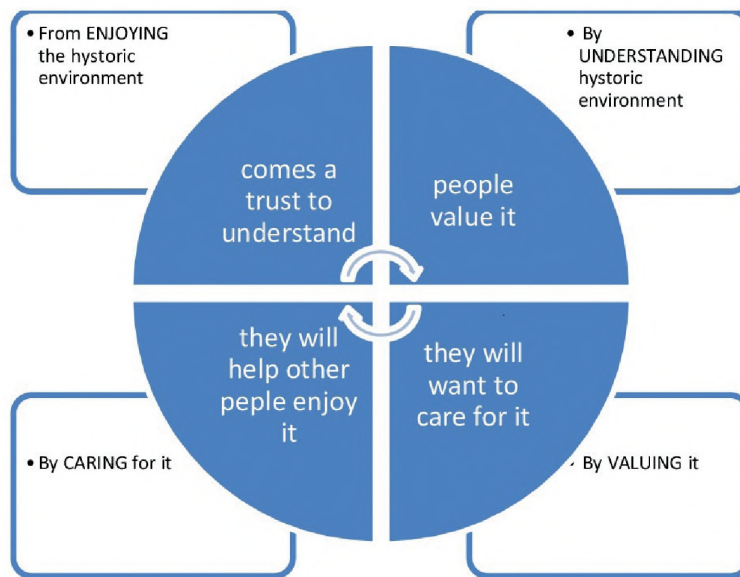 • From ENJOYING
the hystoric
environment
comes a
trust to
understand
• By
UNDERSTANDING
hystoric
environment
people
value it
• By VALUING it
they will
want to
care for it
• By CARING for it
they will
help other
peple enjoy
it